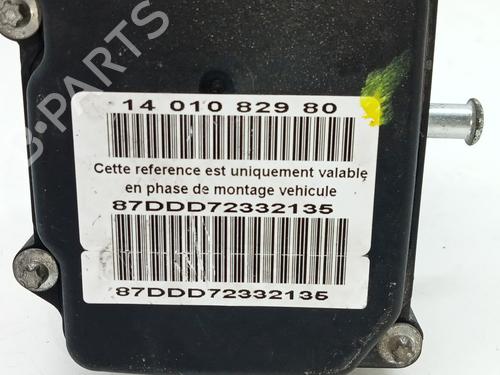 B-PARTS
14 010 829 80
Cette reference est uniquement valable
en phase de montage vehicule
87DDD72332135
87DDD72332135